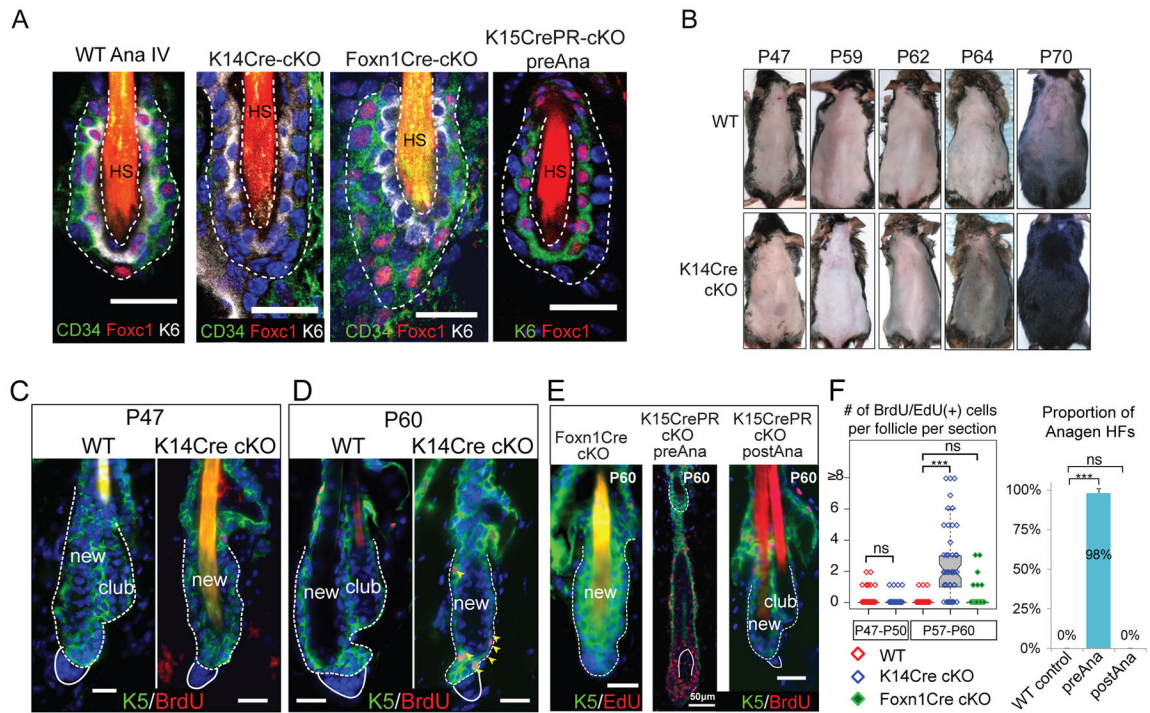 A
WT Ana IV
K14Cre-cKO
Foxn1Cre-cKO
K15CrePR-cKO
preAna
HS
HS
HS
HS
CD34 Foxc1 K6
CD34 Foxc1 K6
CD34 Foxc1 K6
K6 Foxc1
B
P47
P59
P62
P64
P70
WT
K14Cre
cKO
C
P47
WT
K14Cre cKO
new
club
new
K5/BrdU
D
P60
WT
K14Cre cKO
new
club
new
K5/BrdU
E
Foxn1Cre
cKO
K15CrePR
cKO
preAna
K15CrePR
cKO
postAna
P60
P60
P60
new
club
new
K5/EdU
50µm
K5/BrdU
F
# of BrdU/EdU(+) cells
per follicle per section
ns
***
ns
≥8
6
4
2
0
P47-P50
P57-P60
WT
K14Cre cKO
Foxn1Cre cKO
Proportion of
Anagen HFs
ns
***
100%
75%
50%
25%
0%
0%
98%
0%
WT control
preAna
postAna